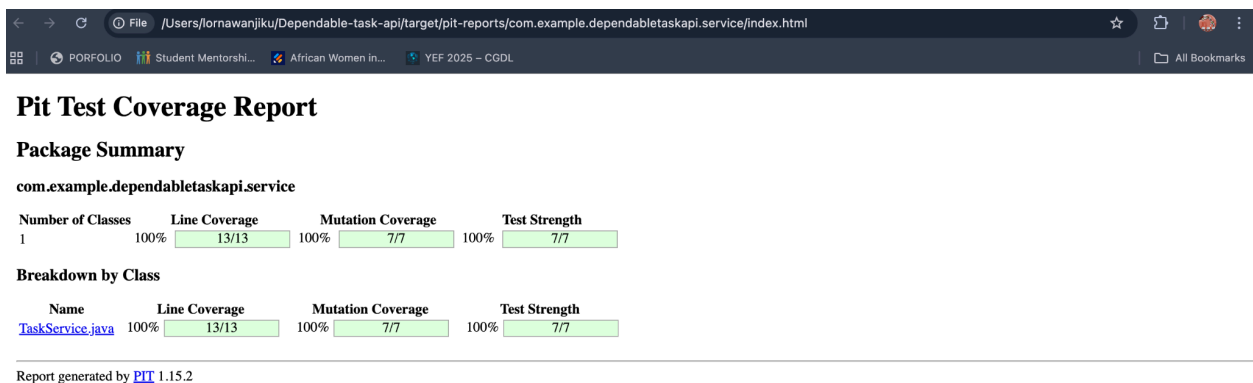 File /Users/lornawanjiku/Dependable-task-api/target/pit-reports/com.example.dependabletaskapi.service/index.html
PORFOLIO Student Mentorshi... African Women in... YEF 2025 – CGDL All Bookmarks
Pit Test Coverage Report
Package Summary
com.example.dependabletaskapi.service
Number of Classes Line Coverage Mutation Coverage Test Strength
1 100% 13/13 100% 7/7 100% 7/7
Breakdown by Class
Name Line Coverage Mutation Coverage Test Strength
TaskService.java 100% 13/13 100% 7/7 100% 7/7
Report generated by PIT 1.15.2